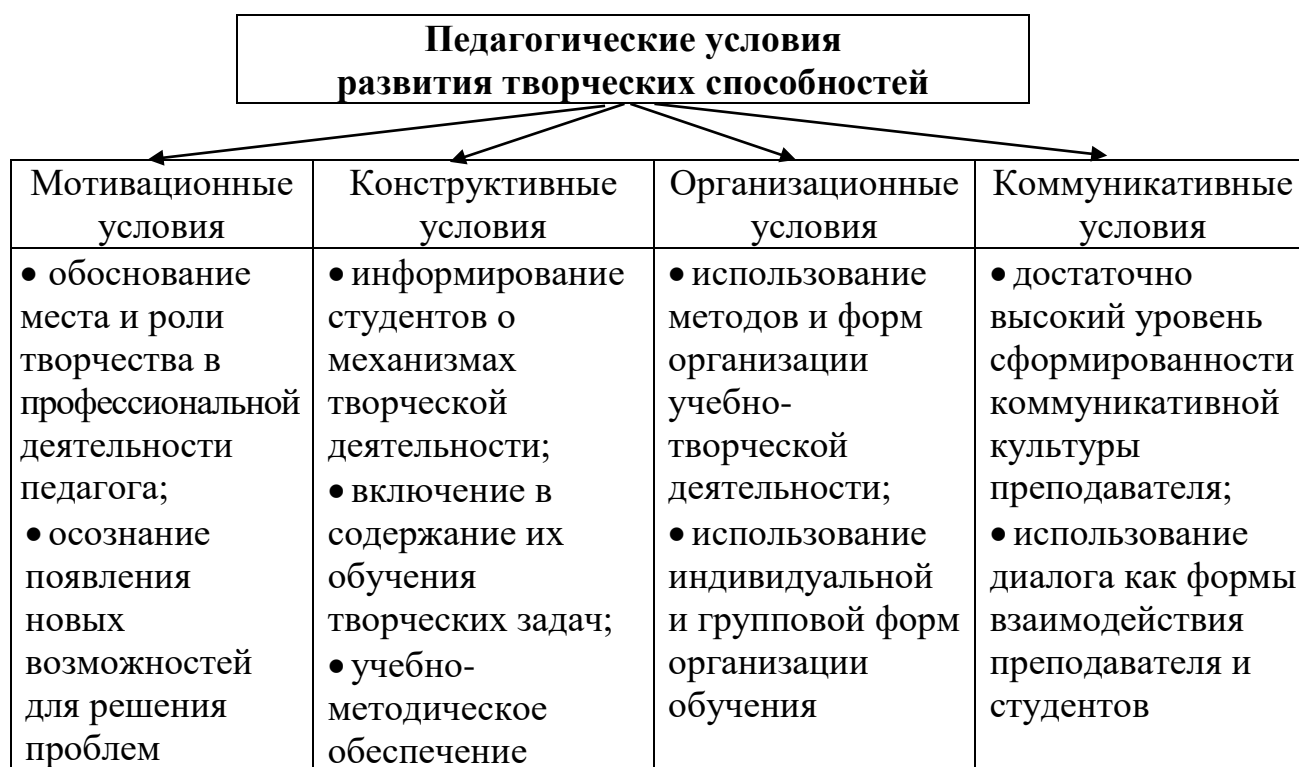 Педагогические условия
развития творческих способностей
Мотивационные
условия
Конструктивные
условия
Организационные
условия
Коммуникативные
условия
• обоснование
места и роли
творчества в
профессиональной
деятельности
педагога;
• осознание
появления
новых
возможностей
для решения
проблем
• информирование
студентов о
механизмах
творческой
деятельности;
• включение в
содержание их
обучения
творческих задач;
• учебно-
методическое
обеспечение
• использование
методов и форм
организации
учебно-
творческой
деятельности;
• использование
индивидуальной
и групповой форм
организации
обучения
• достаточно
высокий уровень
сформированности
коммуникативной
культуры
преподавателя;
• использование
диалога как формы
взаимодействия
преподавателя и
студентов